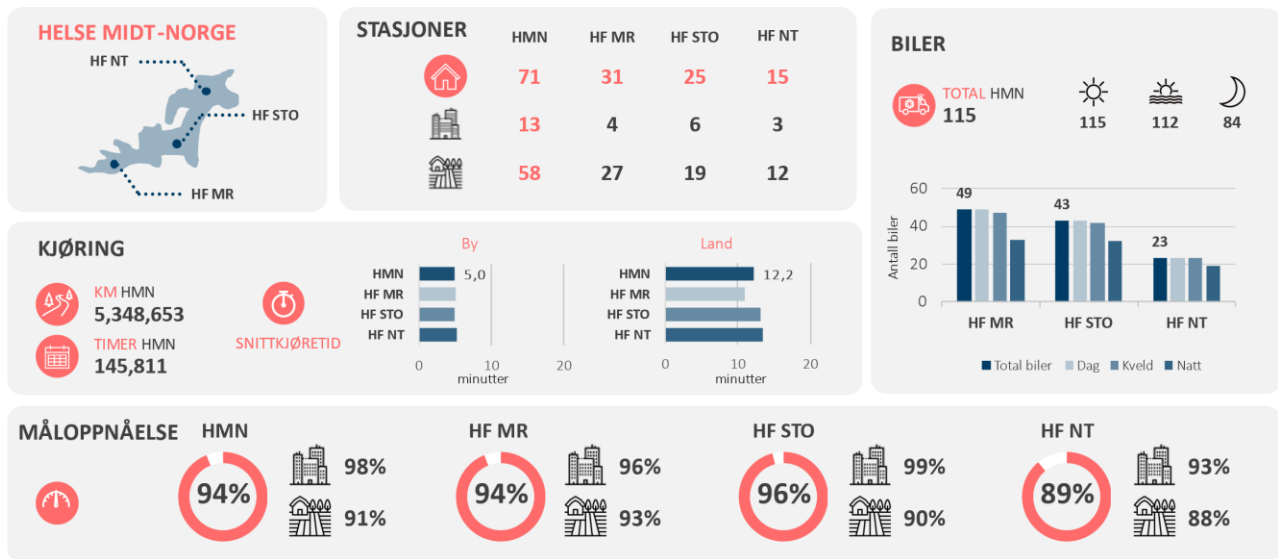 HELSE MIDT-NORGE
HF NT
HF STO
HF MR
STASJONER
HMN HF MR HF STO HF NT
71 31 25 15
13 4 6 3
58 27 19 12
BILER
TOTAL HMN
115
115 112 84
60
40
20
0
Antall biler
49
43
23
HF MR HF STO HF NT
Total biler Dag Kveld Natt
KJØRING
KM HMN
5,348,653
TIMER HMN
145,811
SNITTKJØRETID
By
HMN 5,0
HF MR
HF STO
HF NT
0 10 20
minutter
Land
HMN 12,2
HF MR
HF STO
HF NT
0 10 20
minutter
MÅLOPPNÅELSE
HMN
94%
98%
91%
HF MR
94%
96%
93%
HF STO
96%
99%
90%
HF NT
89%
93%
88%